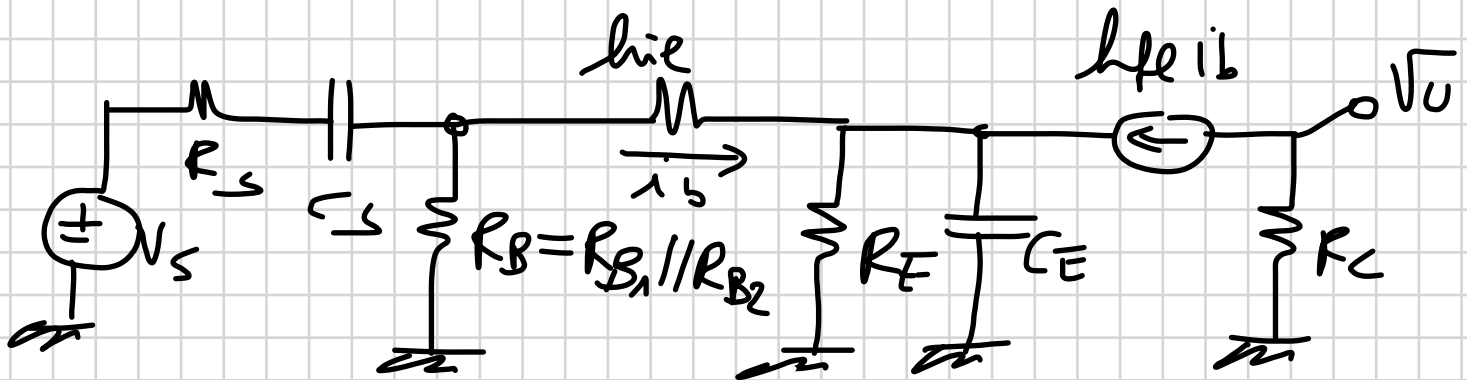 hie
hfe ib
Vu
Rs
Cs
ib
Vs
RB=RB1//RB2
RE
CE
RC